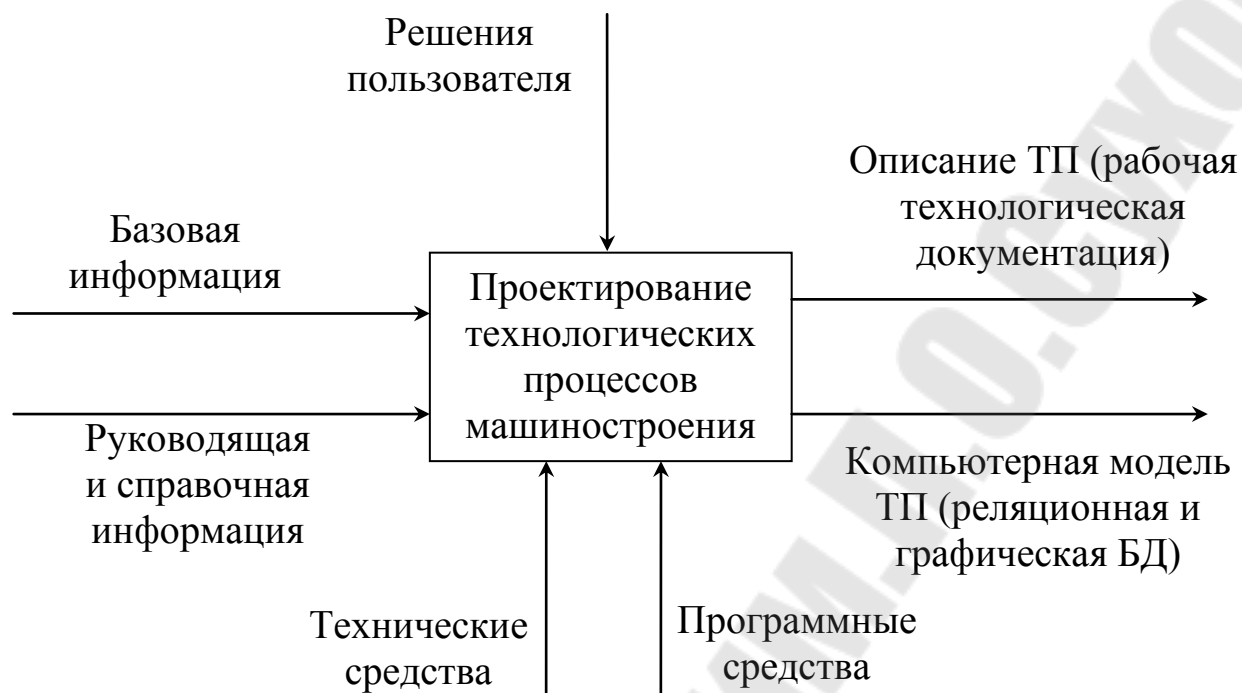 Решения
пользователя
Описание ТП (рабочая
технологическая
документация)
Базовая
информация
Проектирование
технологических
процессов
машиностроения
Руководящая
и справочная
информация
Компьютерная модель
ТП (реляционная и
графическая БД)
Технические
средства
Программные
средства